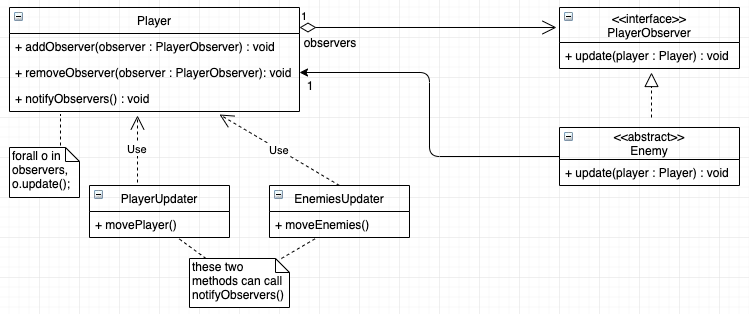 Player
+ addObserver(observer : PlayerObserver) : void
+ removeObserver(observer : PlayerObserver): void
+ notifyObservers() : void
1
observers
<<interface>>
PlayerObserver
+ update(player : Player) : void
1
<<abstract>>
Enemy
+ update(player : Player) : void
forall o in
observers,
o.update();
Use
Use
PlayerUpdater
+ movePlayer()
EnemiesUpdater
+ moveEnemies()
these two
methods can call
notifyObservers()